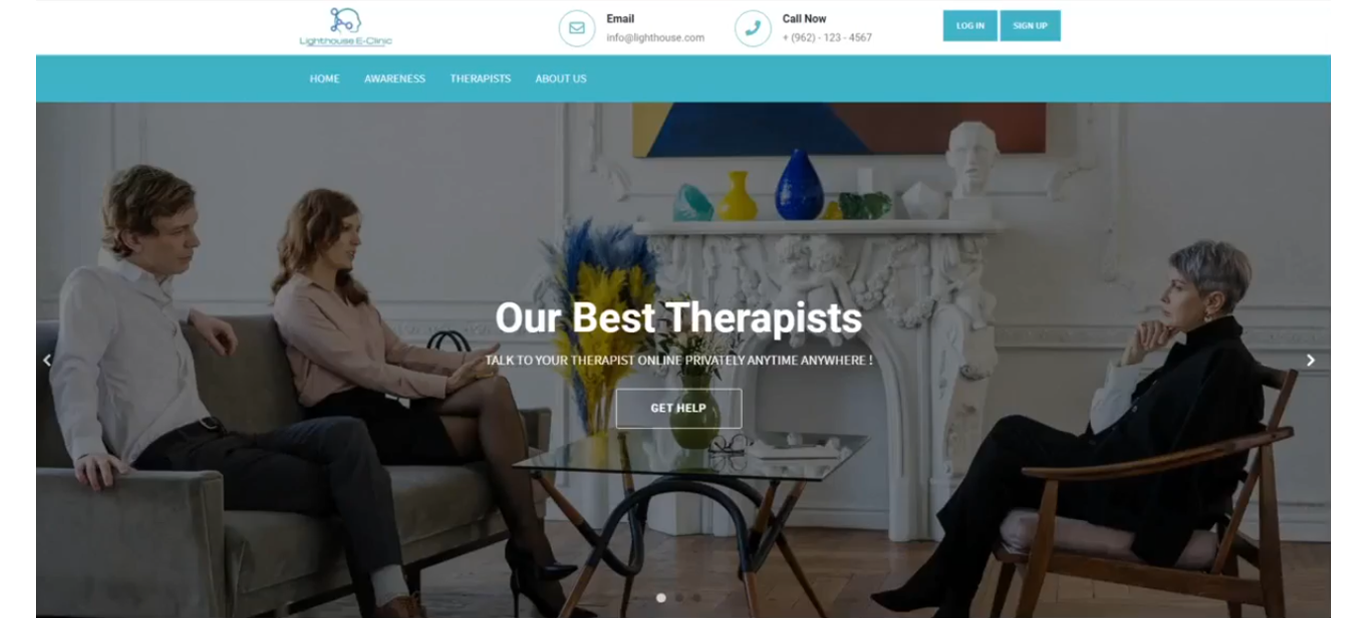 Lighthouse E-Clinic
Email
info@lighthouse.com
Call Now
+ (962) - 123 - 4567
LOG IN
SIGN UP
HOME AWARENESS THERAPISTS ABOUT US
Our Best Therapists
TALK TO YOUR THERAPIST ONLINE PRIVATELY ANYTIME ANYWHERE !
GET HELP